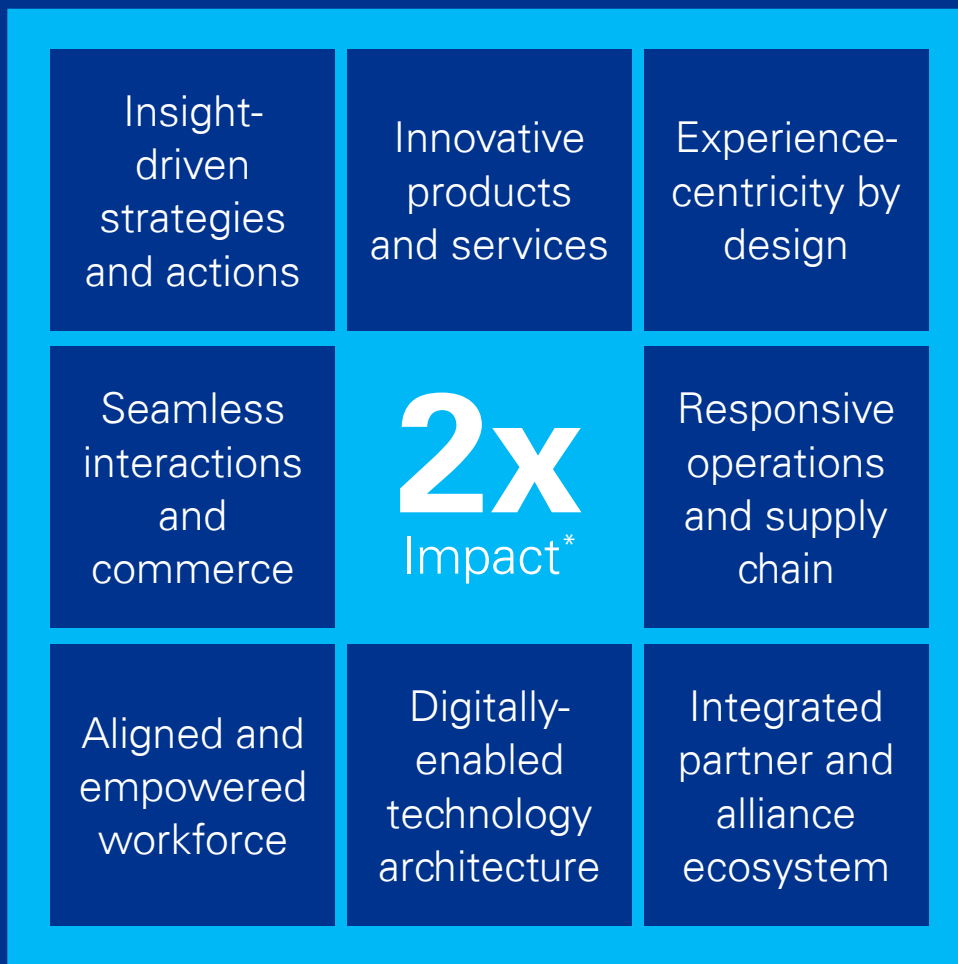 Insight-
driven
strategies
and actions
Innovative
products
and services
Experience-
centricity by
design
Seamless
interactions
and
commerce
2x
Impact*
Responsive
operations
and supply
chain
Aligned and
empowered
workforce
Digitally-
enabled
technology
architecture
Integrated
partner and
alliance
ecosystem